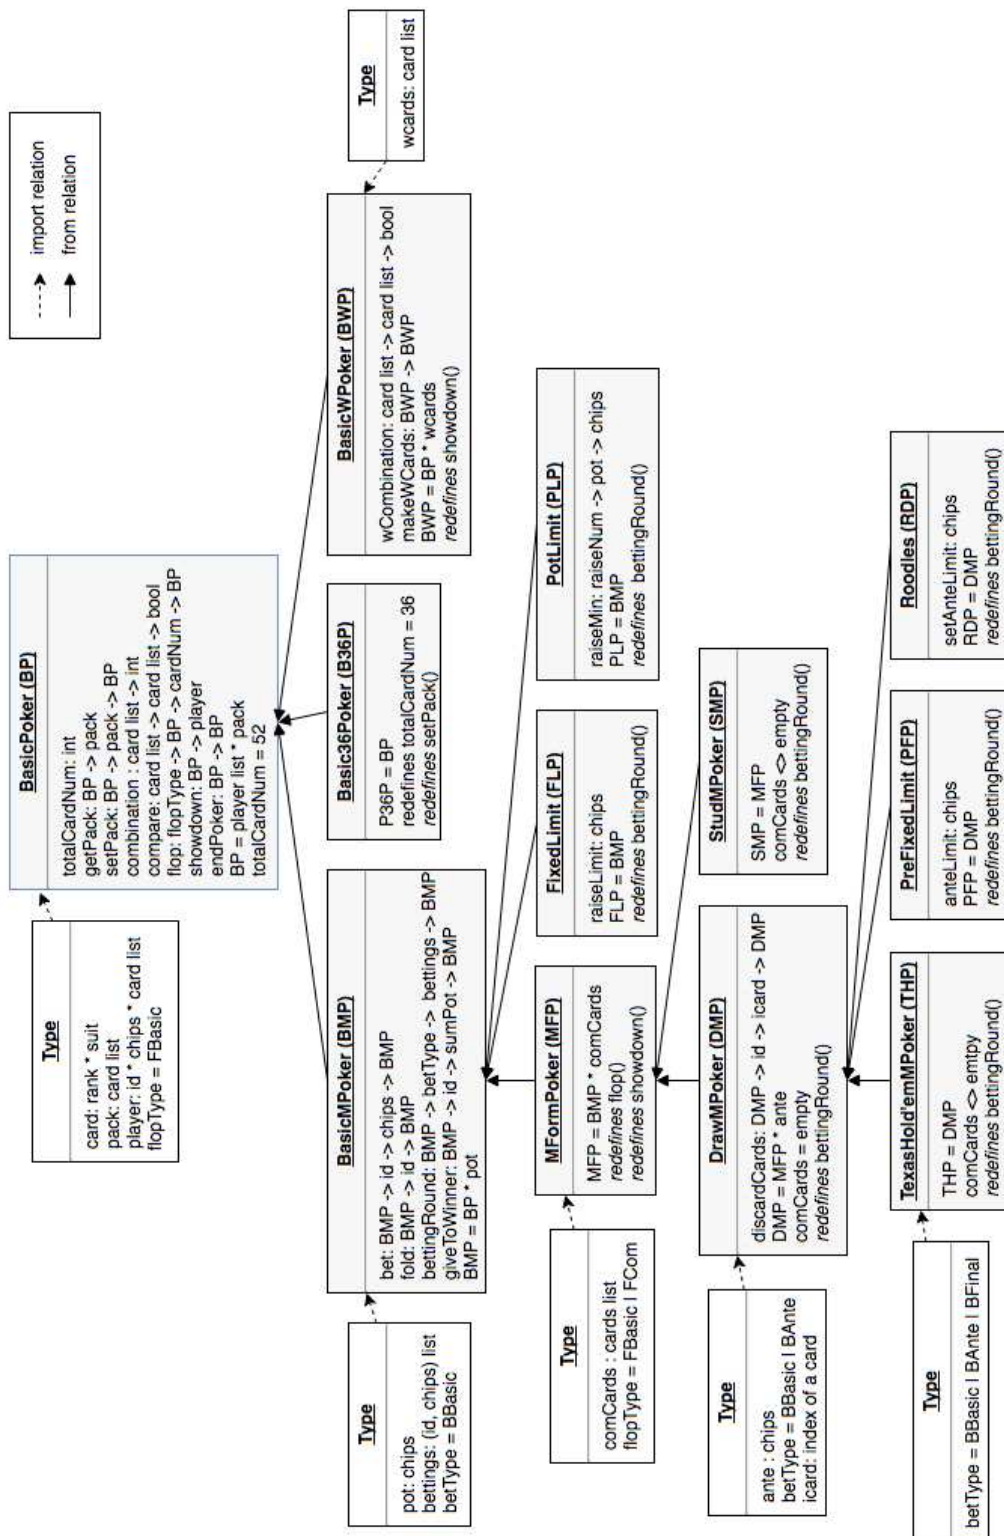 import relation
from relation
BasicPoker (BP)
totalCardNum: int
getPack: BP -> pack
setPack: BP -> pack -> BP
combination : card list -> int
compare: card list -> card list -> bool
flop: flopType -> BP -> cardNum -> BP
showdown: BP -> player
endPoker: BP -> BP
BP = player list * pack
totalCardNum = 52
Type
card: rank * suit
pack: card list
player: id * chips * card list
flopType = FBasic
BasicMPoker (BMP)
bet: BMP -> id -> chips -> BMP
fold: BMP -> id -> BMP
bettingRound: BMP -> betType -> bettings -> BMP
giveToWinner: BMP -> id -> sumPot -> BMP
BMP = BP * pot
Basic36Poker (B36P)
P36P = BP
redefines totalCardNum = 36
redefines setPack()
BasicWPoker (BWP)
wCombination: card list -> card list -> bool
makeWCards: BWP -> BWP
BWP = BP * wcards
redefines showdown()
Type
wcards: card list
Type
pot: chips
bettings: (id, chips) list
betType = BBasic
MFormPoker (MFP)
MFP = BMP * comCards
redefines flop()
redefines showdown()
FixedLimit (FLP)
raiseLimit: chips
FLP = BMP
redefines bettingRound()
PotLimit (PLP)
raiseMin: raiseNum -> pot -> chips
PLP = BMP
redefines bettingRound()
Type
comCards : cards list
flopType = FBasic I FCom
DrawMPoker (DMP)
discardCards: DMP -> id -> icard -> DMP
DMP = MFP * ante
comCards = empty
redefines bettingRound()
StudMPoker (SMP)
SMP = MFP
comCards <> empty
redefines bettingRound()
Type
ante : chips
betType = BBasic I BAnte
icard: index of a card
TexasHold'emMPoker (THP)
THP = DMP
comCards <> emtpy
redefines bettingRound()
PreFixedLimit (PFP)
anteLimit: chips
PFP = DMP
redefines bettingRound()
Roodles (RDP)
setAnteLimit: chips
RDP = DMP
redefines bettingRound()
Type
betType = BBasic I BAnte I BFinal